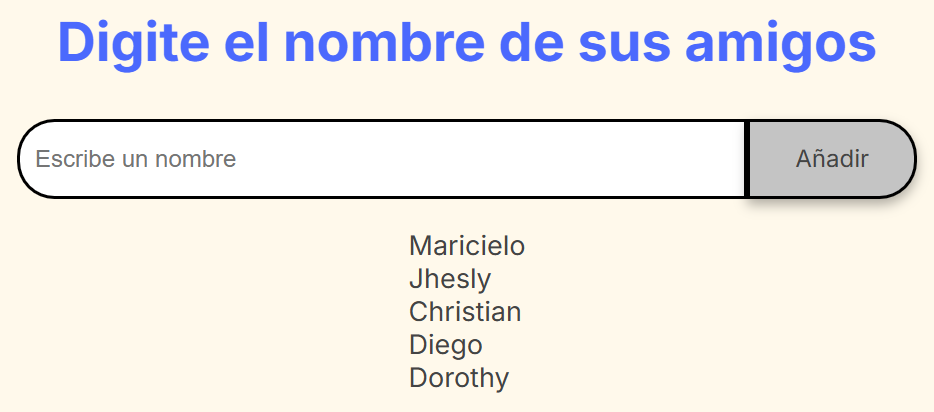 Digite el nombre de sus amigos
Escribe un nombre
Añadir
Maricielo
Jhesly
Christian
Diego
Dorothy